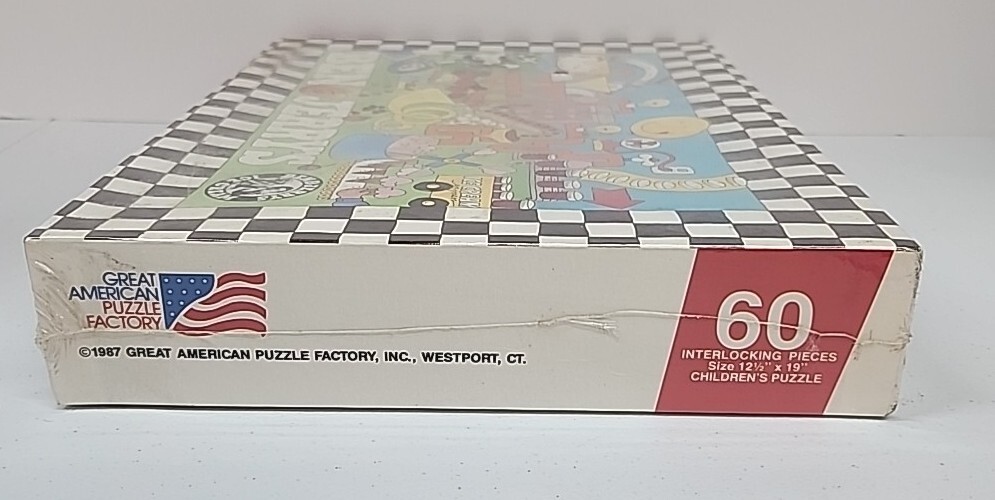 GREAT
AMERICAN
PUZZLE
FACTORY
©1987 GREAT AMERICAN PUZZLE FACTORY, INC., WESTPORT, CT.
60
INTERLOCKING PIECES
Size 12½" x 19"
CHILDREN'S PUZZLE